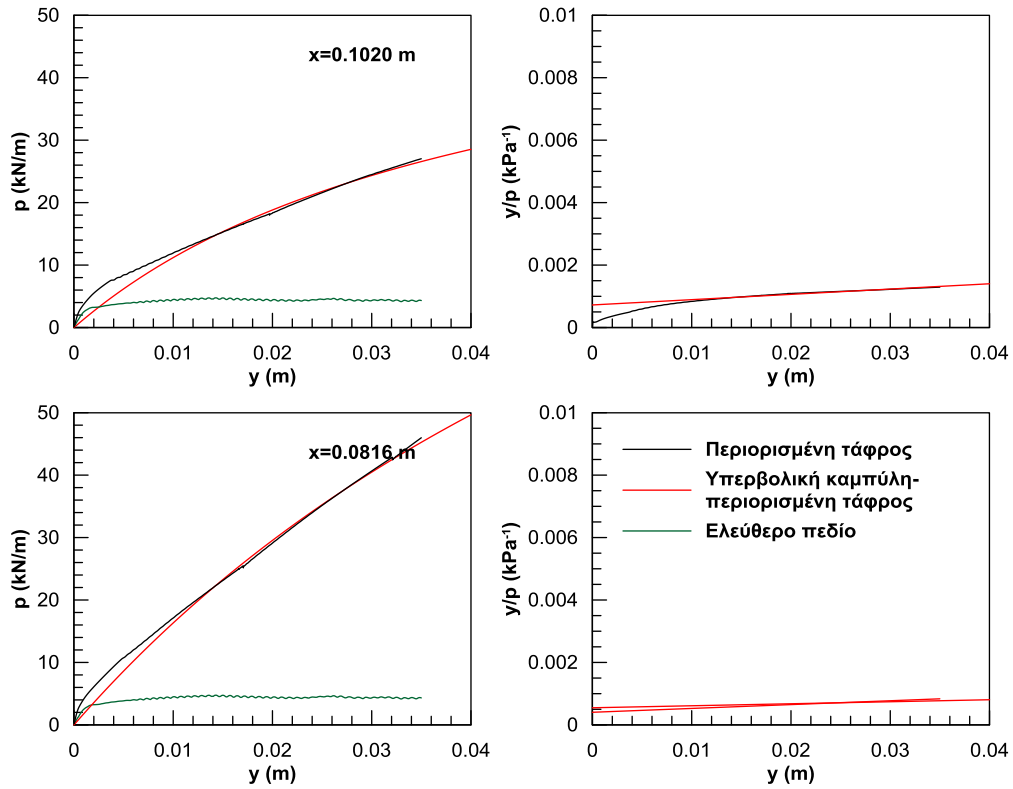 50
40
30
20
10
0
p (kN/m)
x=0.1020 m
0 0.01 0.02 0.03 0.04
y (m)
0.01
0.008
0.006
0.004
0.002
0
y/p (kPa⁻¹)
0 0.01 0.02 0.03 0.04
y (m)
50
40
30
20
10
0
p (kN/m)
x=0.0816 m
0 0.01 0.02 0.03 0.04
y (m)
0.01
0.008
0.006
0.004
0.002
0
y/p (kPa⁻¹)
Περιορισμένη τάφρος
Υπερβολική καμπύλη-
περιορισμένη τάφρος
Ελεύθερο πεδίο
0 0.01 0.02 0.03 0.04
y (m)